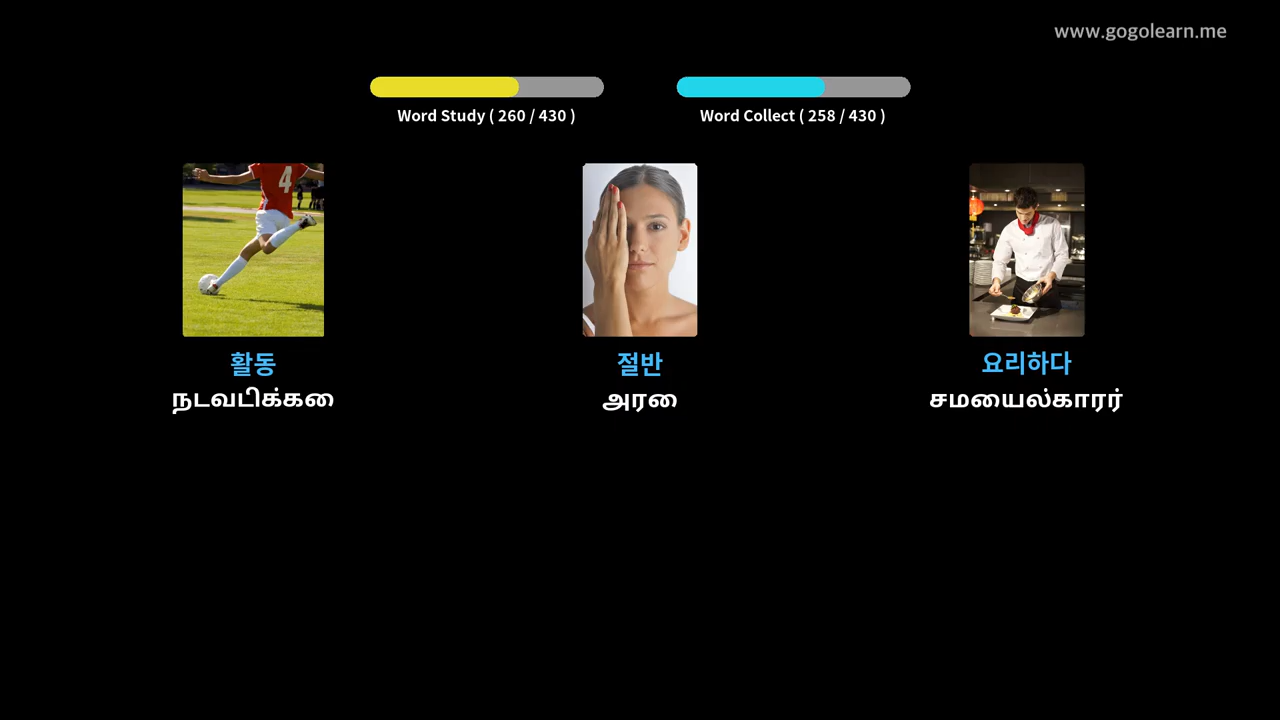 www.gogolearn.me
Word Study ( 260 / 430 )
Word Collect ( 258 / 430 )
4
활동
절반
요리하다
நடவடிக்கை
அரை
சமையல்காரர்